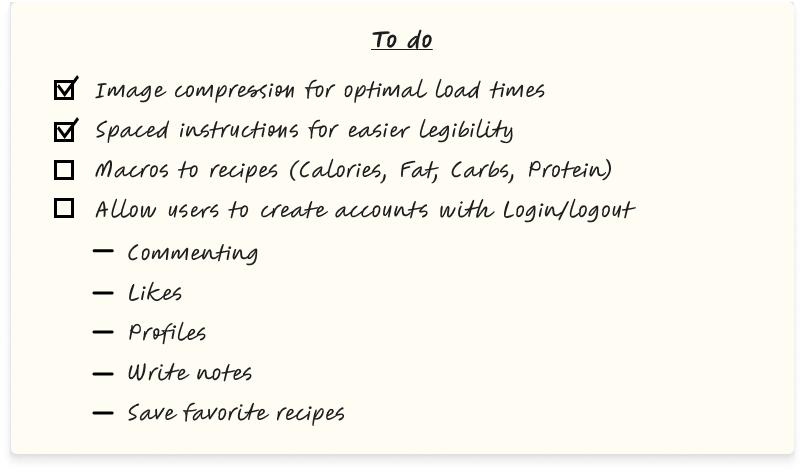 To do
Image compression for optimal load times
Spaced instructions for easier legibility
Macros to recipes (Calories, Fat, Carbs, Protein)
Allow users to create accounts with Login/logout
— Commenting
— Likes
— Profiles
— Write notes
— Save favorite recipes